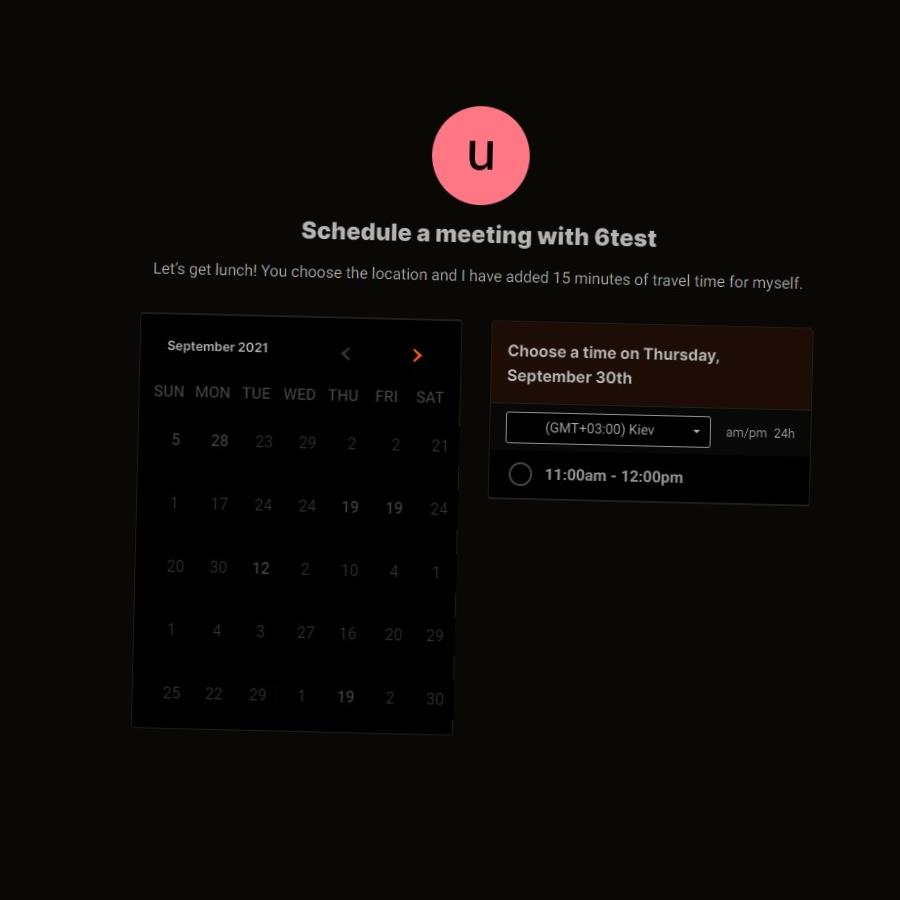 u
Schedule a meeting with 6test
Let's get lunch! You choose the location and I have added 15 minutes of travel time for myself.
September 2021
SUN MON TUE WED THU FRI SAT
5 28 23 29 2 2 21
1 17 24 24 19 19 24
20 30 12 2 10 4 1
1 4 3 27 16 20 29
25 22 29 1 19 2 30
Choose a time on Thursday,
September 30th
(GMT+03:00) Kiev am/pm 24h
11:00am - 12:00pm